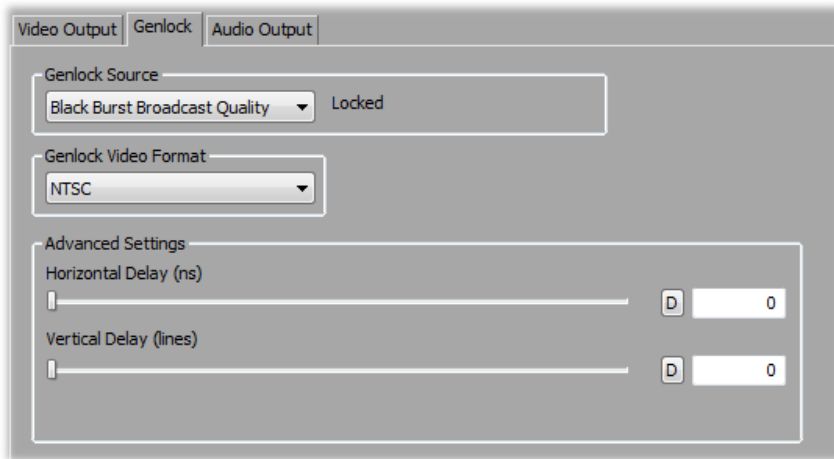 Video Output Genlock Audio Output
Genlock Source
Black Burst Broadcast Quality Locked
Genlock Video Format
NTSC
Advanced Settings
Horizontal Delay (ns)
D 0
Vertical Delay (lines)
D 0